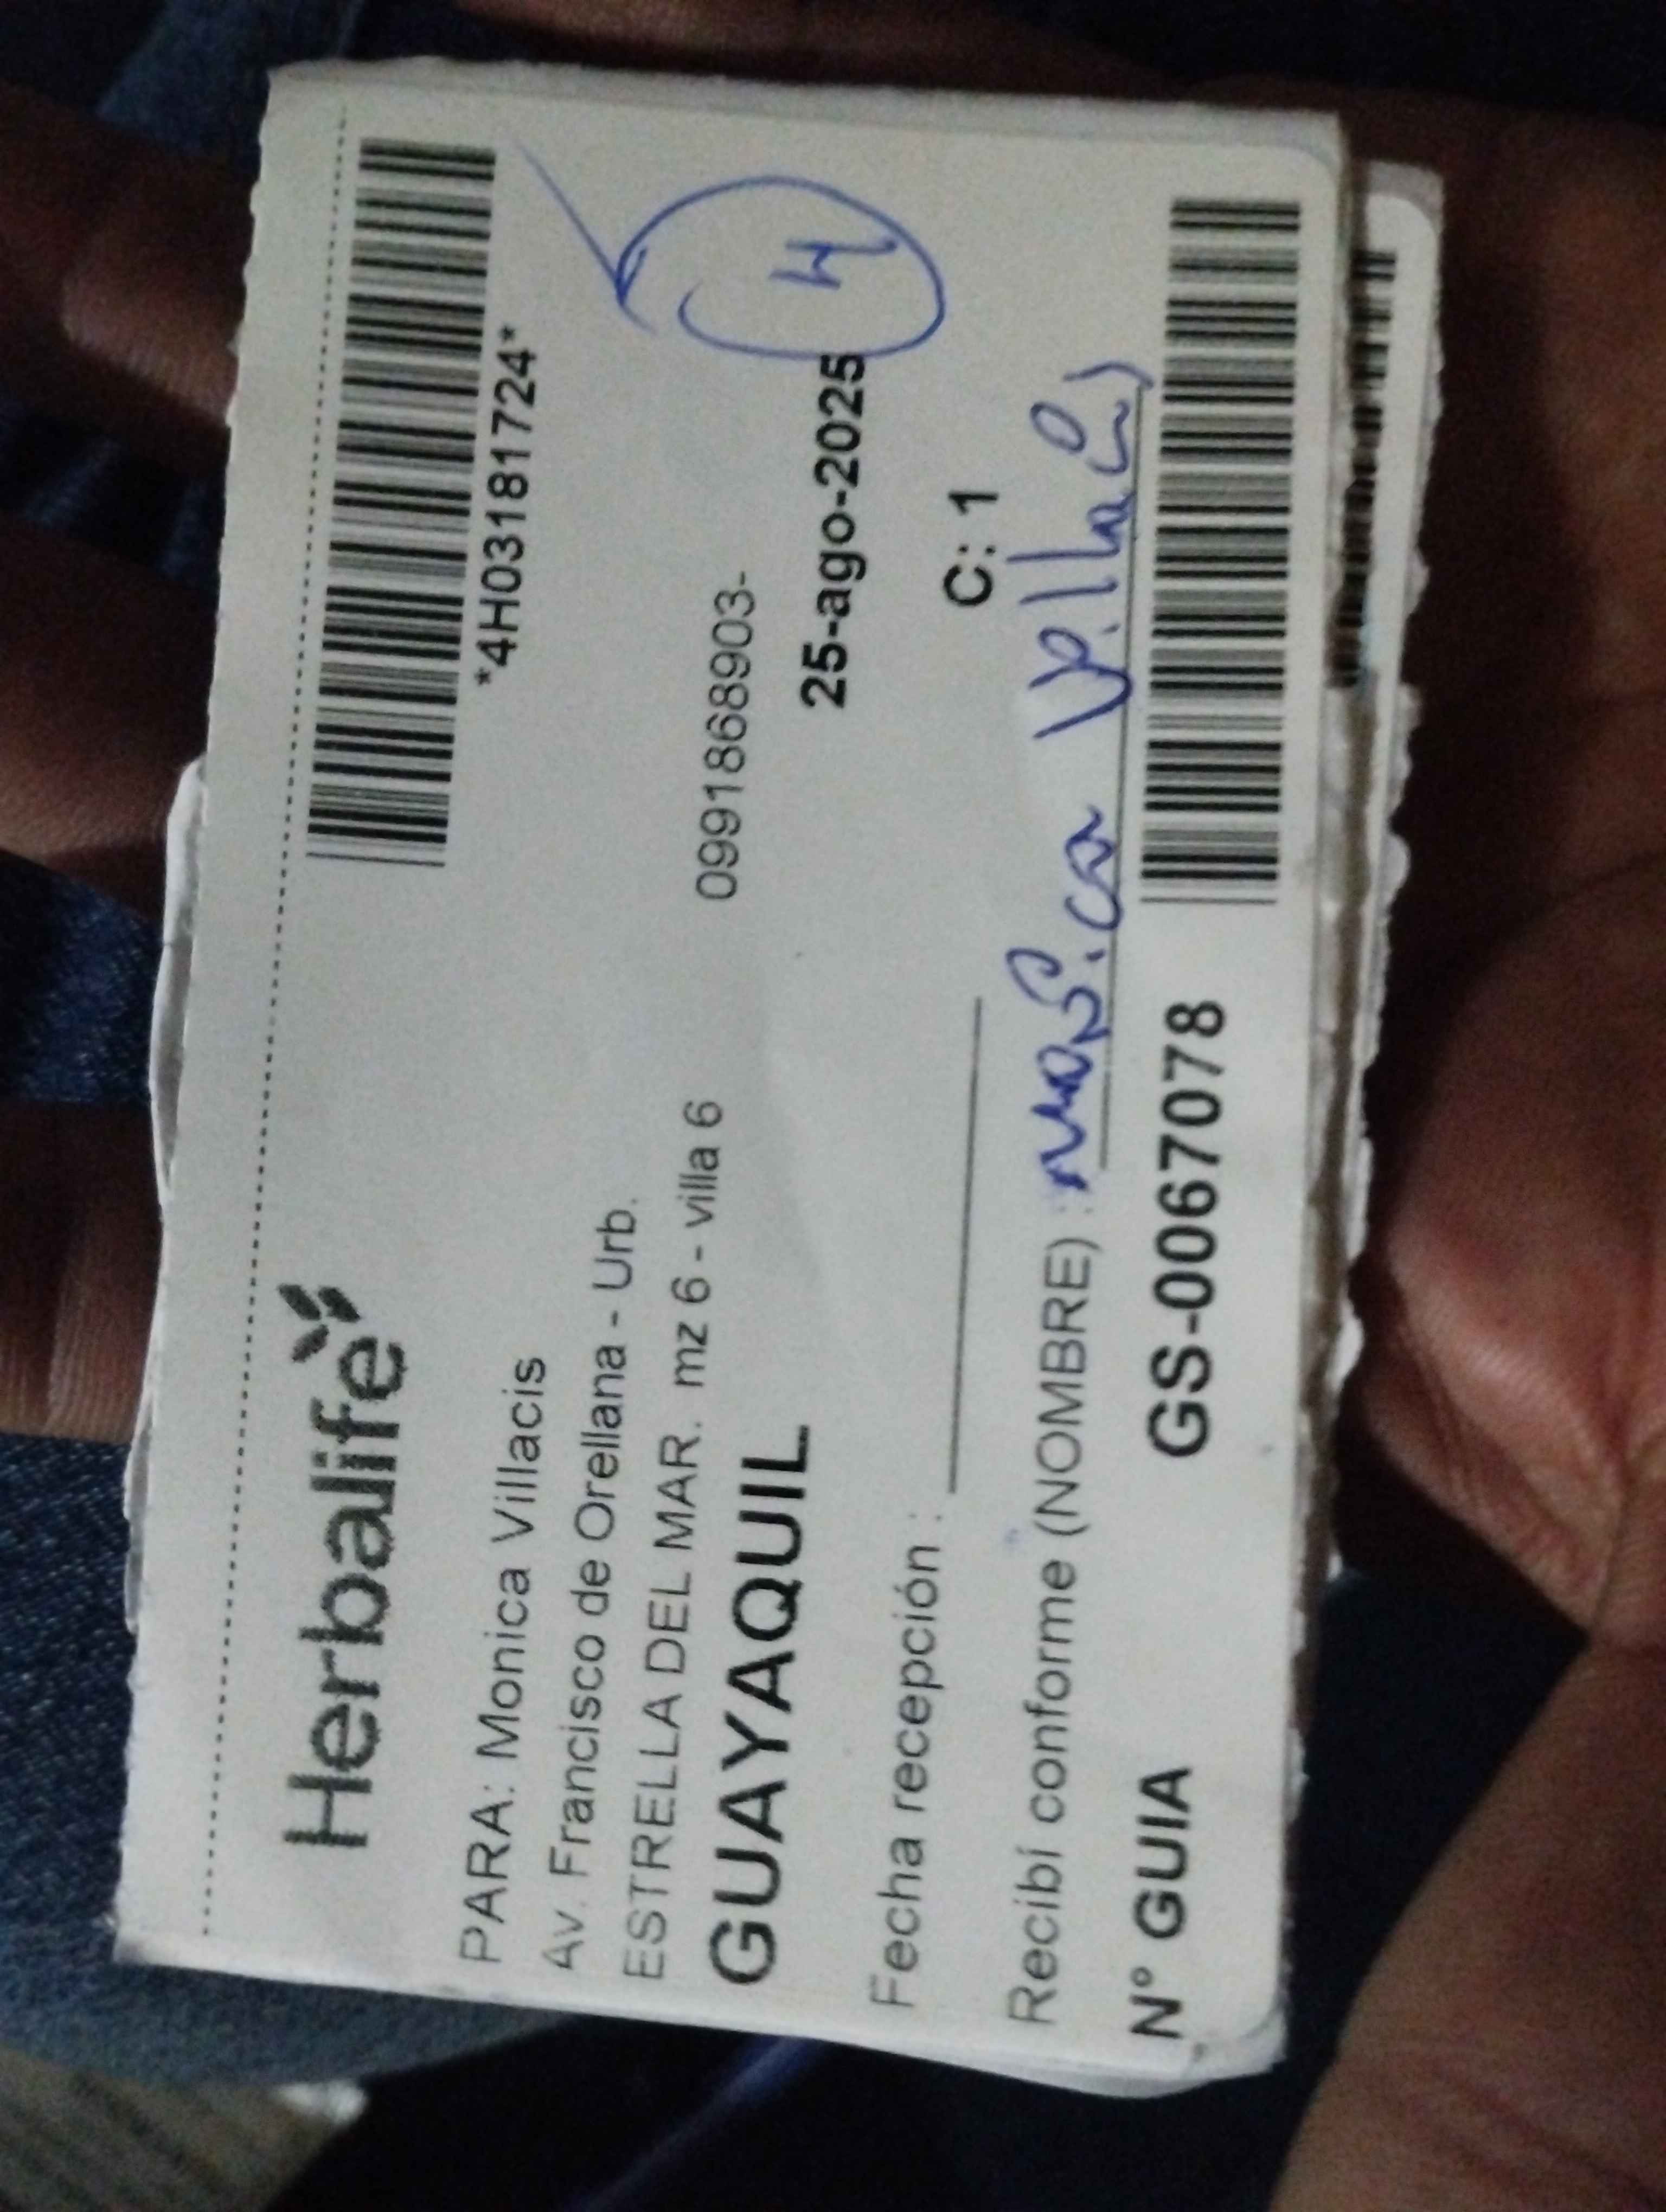 Herbalife
*4H03181724*
PARA: Monica Villacis
Av. Francisco de Orellana - Urb.
ESTRELLA DEL MAR. mz 6 - villa 6
0991868903-
GUAYAQUIL
25-ago-2025
Fecha recepción :
C: 1
Recibí conforme (NOMBRE) : Monica Villacis
N° GUIA
GS-0067078